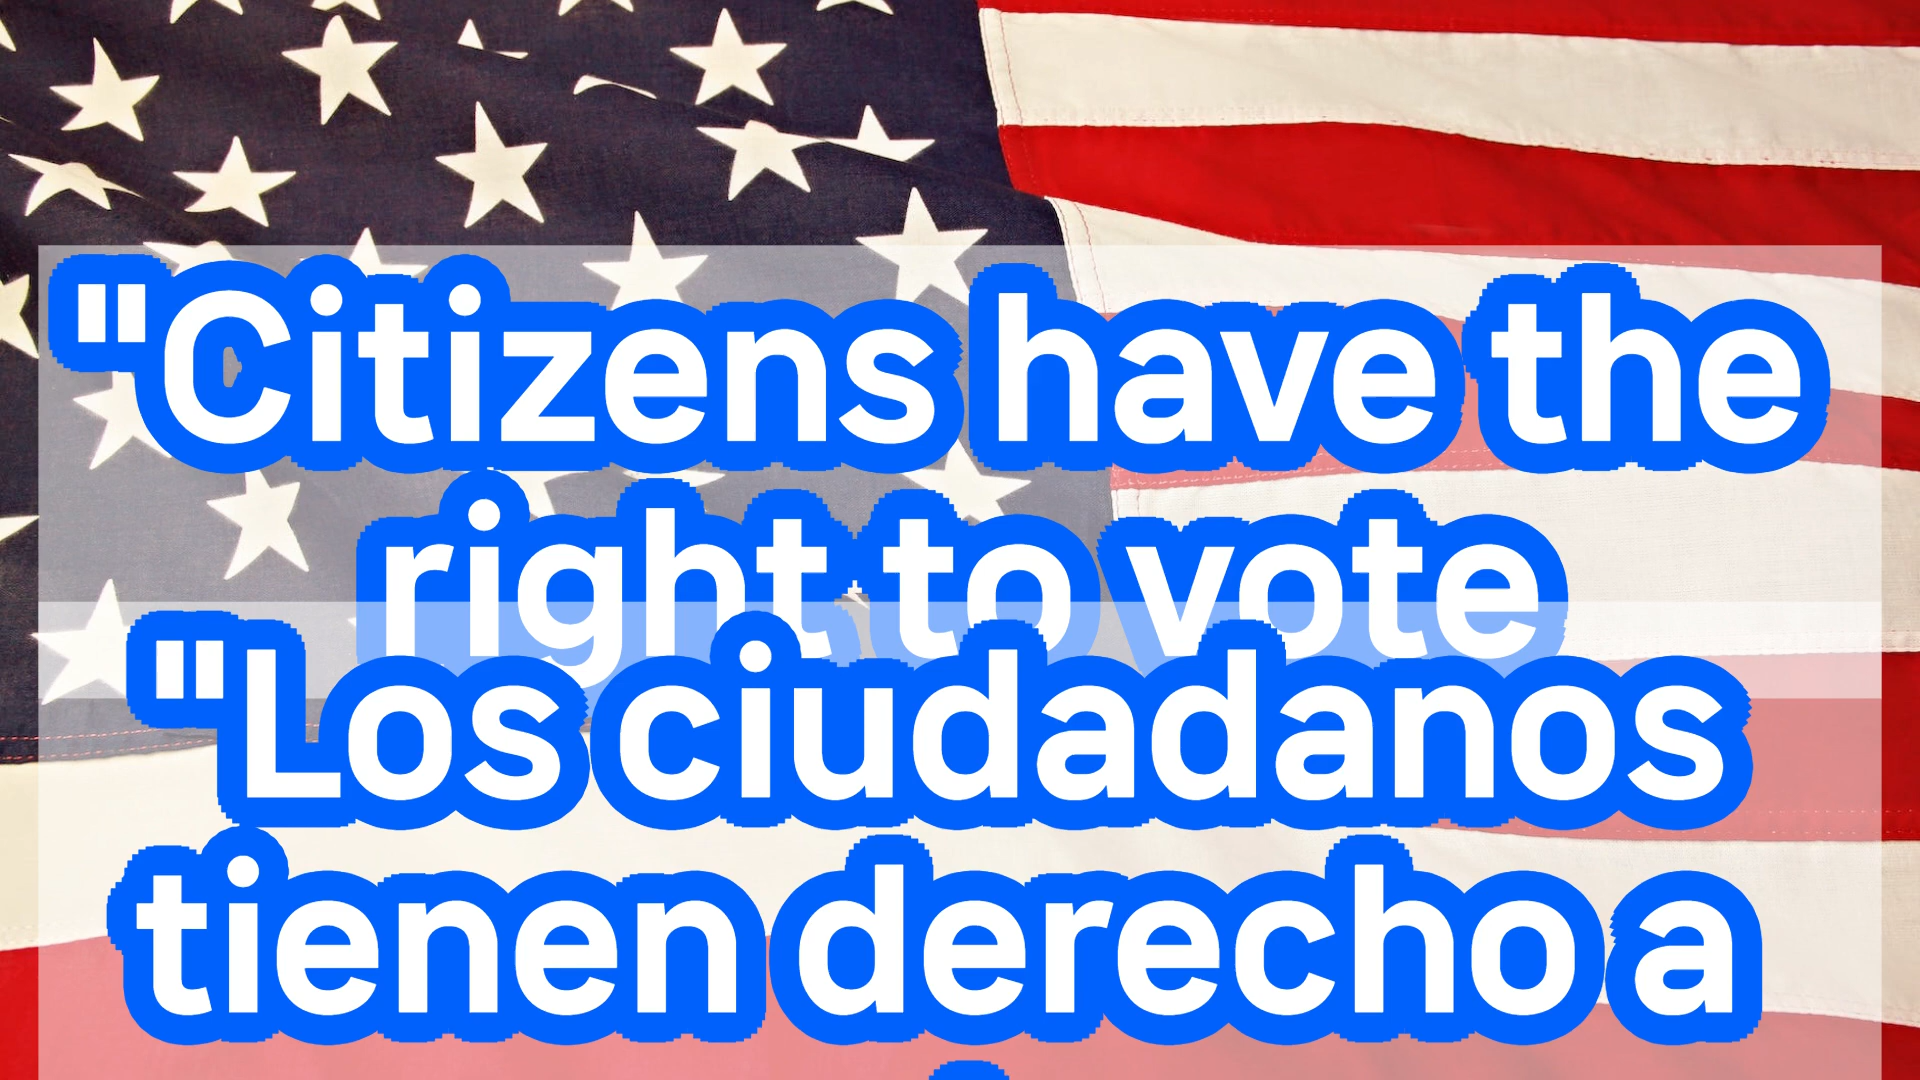 "Citizens have the
right to vote
"Los ciudadanos
tienen derecho a